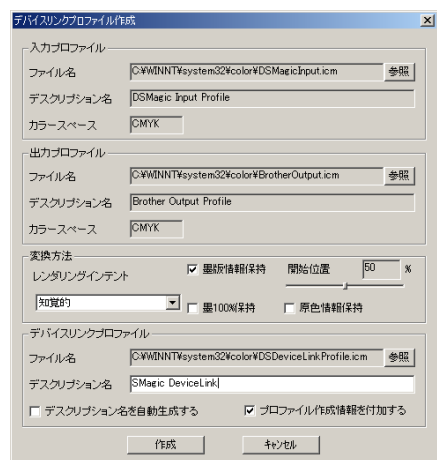 デバイスリンクプロファイル作成
入力プロファイル
ファイル名 C:¥WINNT¥system32¥color¥DSMagicInput.icm 参照
デスクリプション名 DSMagic Input Profile
カラースペース CMYK
出力プロファイル
ファイル名 C:¥WINNT¥system32¥color¥BrotherOutput.icm 参照
デスクリプション名 Brother Output Profile
カラースペース CMYK
変換方法
レンダリングインテント 墨版情報保持 開始位置 50 %
知覚的 墨100%保持 原色情報保持
デバイスリンクプロファイル
ファイル名 C:¥WINNT¥system32¥color¥DSDeviceLinkProfile.icm 参照
デスクリプション名 SMagic DeviceLink
デスクリプション名を自動生成する プロファイル作成情報を付加する
作成 キャンセル